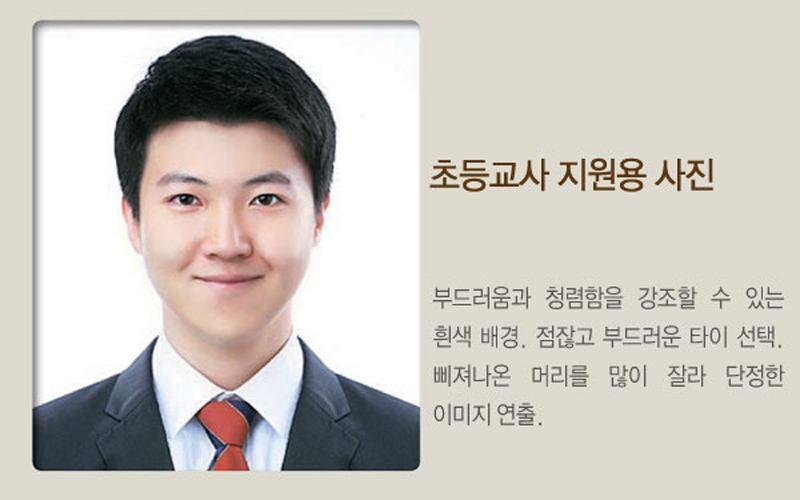 초등교사 지원용 사진
부드러움과 청렴함을 강조할 수 있는
흰색 배경. 점잖고 부드러운 타이 선택.
삐져나온 머리를 많이 잘라 단정한
이미지 연출.